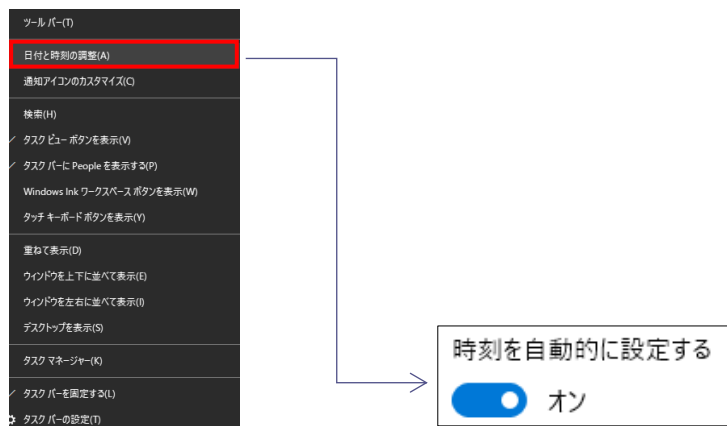 ツール バー(T)
日付と時刻の調整(A)
通知アイコンのカスタマイズ(C)
検索(H)
タスク ビュー ボタンを表示(V)
タスク バーに People を表示する(P)
Windows Ink ワークスペース ボタンを表示(W)
タッチ キーボード ボタンを表示(Y)
重ねて表示(D)
ウィンドウを上下に並べて表示(E)
ウィンドウを左右に並べて表示(I)
デスクトップを表示(S)
タスク マネージャー(K)
タスク バーを固定する(L)
タスク バーの設定(T)
時刻を自動的に設定する
オン